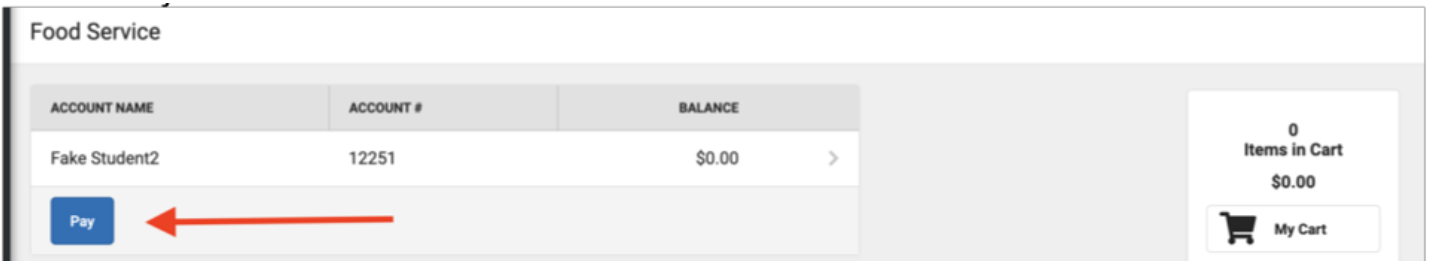 Food Service
ACCOUNT NAME ACCOUNT # BALANCE
Fake Student2 12251 $0.00
Pay
0
Items in Cart
$0.00
My Cart